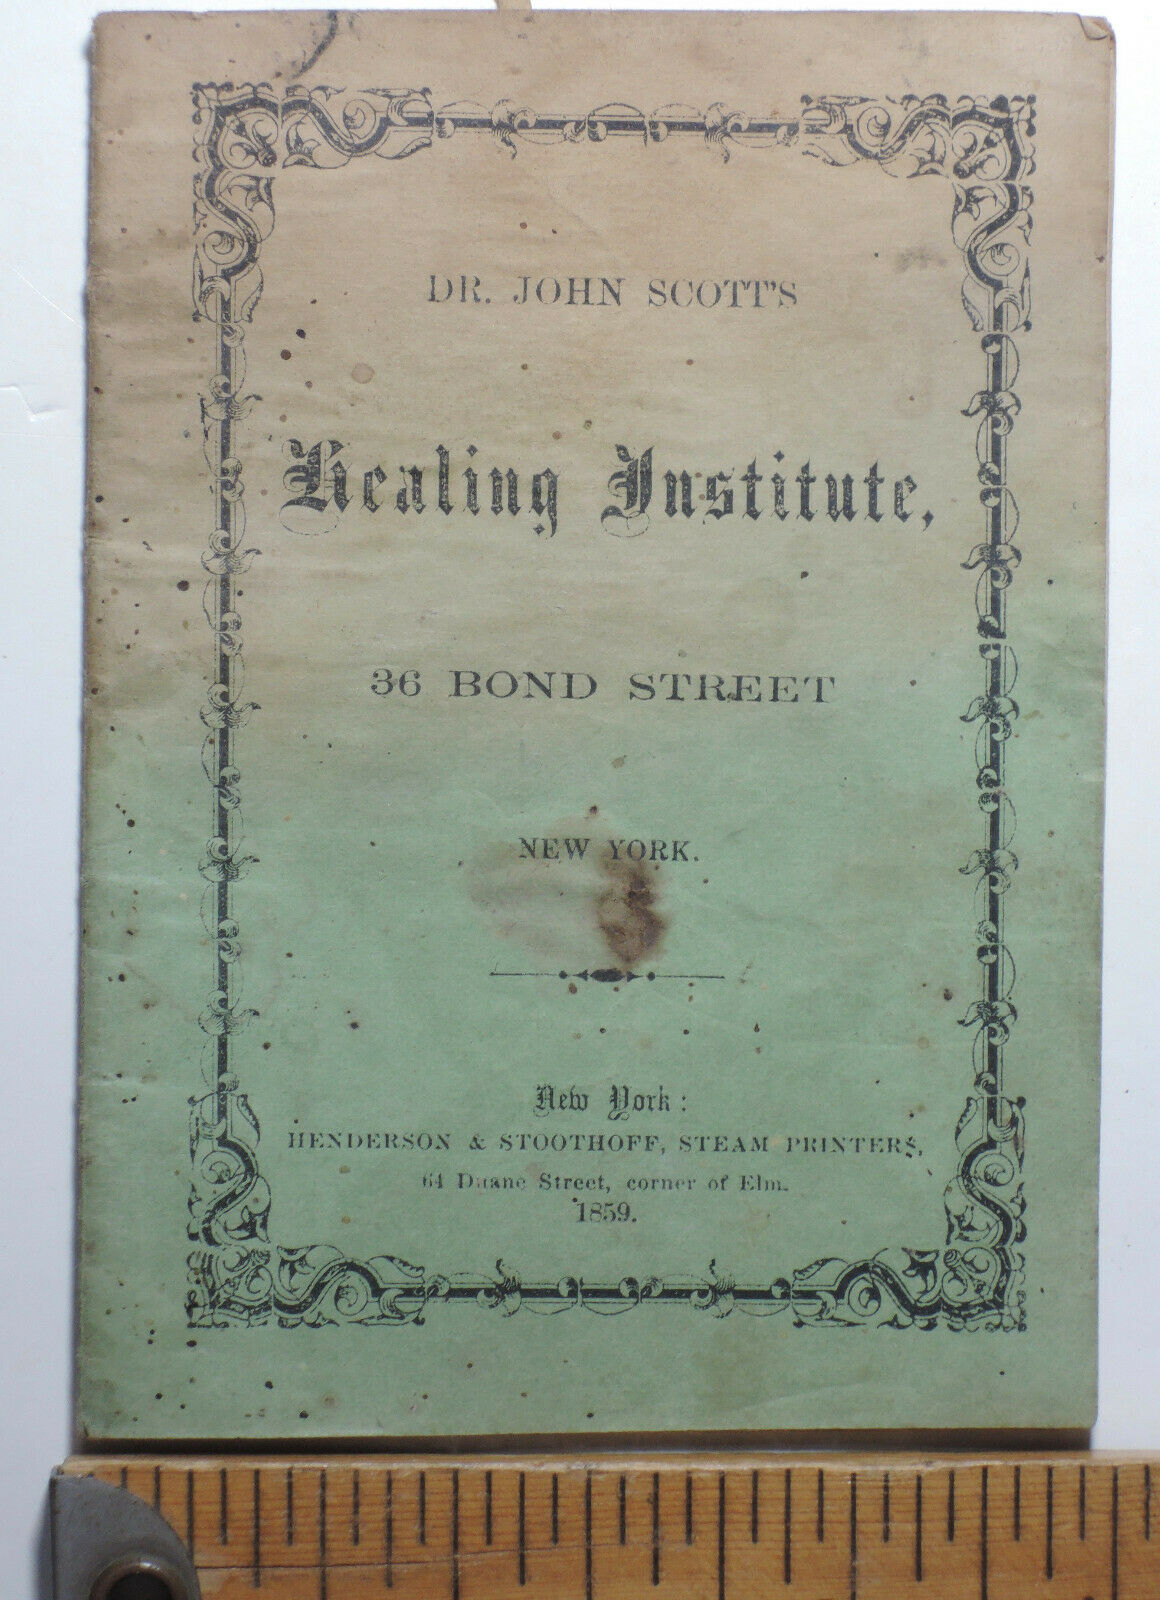 DR. JOHN SCOTT'S
Healing Institute,
36 BOND STREET
NEW YORK.
New York:
HENDERSON & STOOTHOFF, STEAM PRINTERS,
64 Duane Street, corner of Elm.
1859.